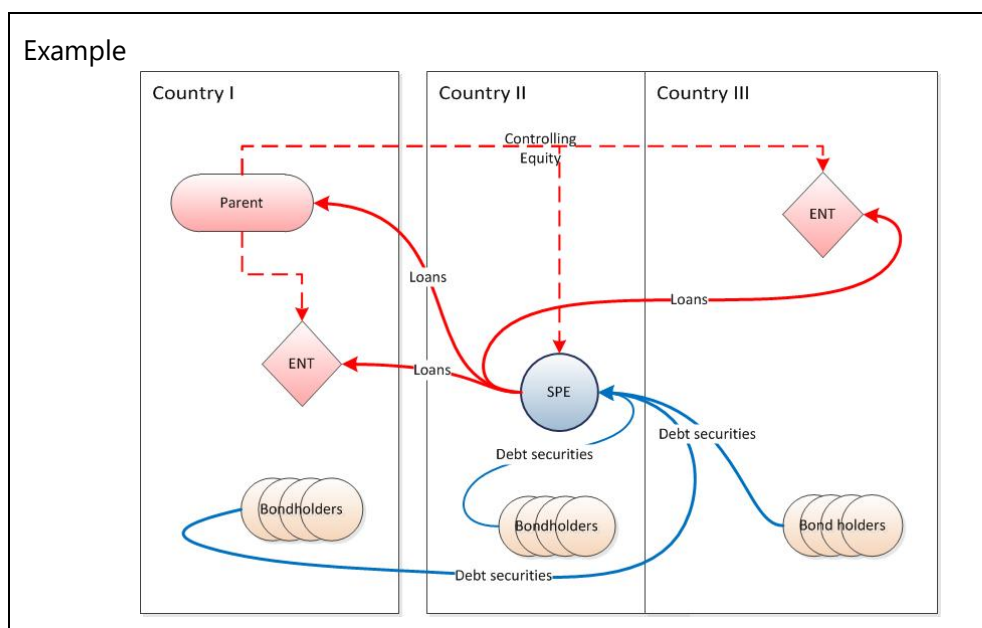 Example
Country I
Country II
Country III
Controlling
Equity
Parent
ENT
Loans
Loans
ENT
Loans
SPE
Debt securities
Debt securities
Bondholders
Bondholders
Bond holders
Debt securities